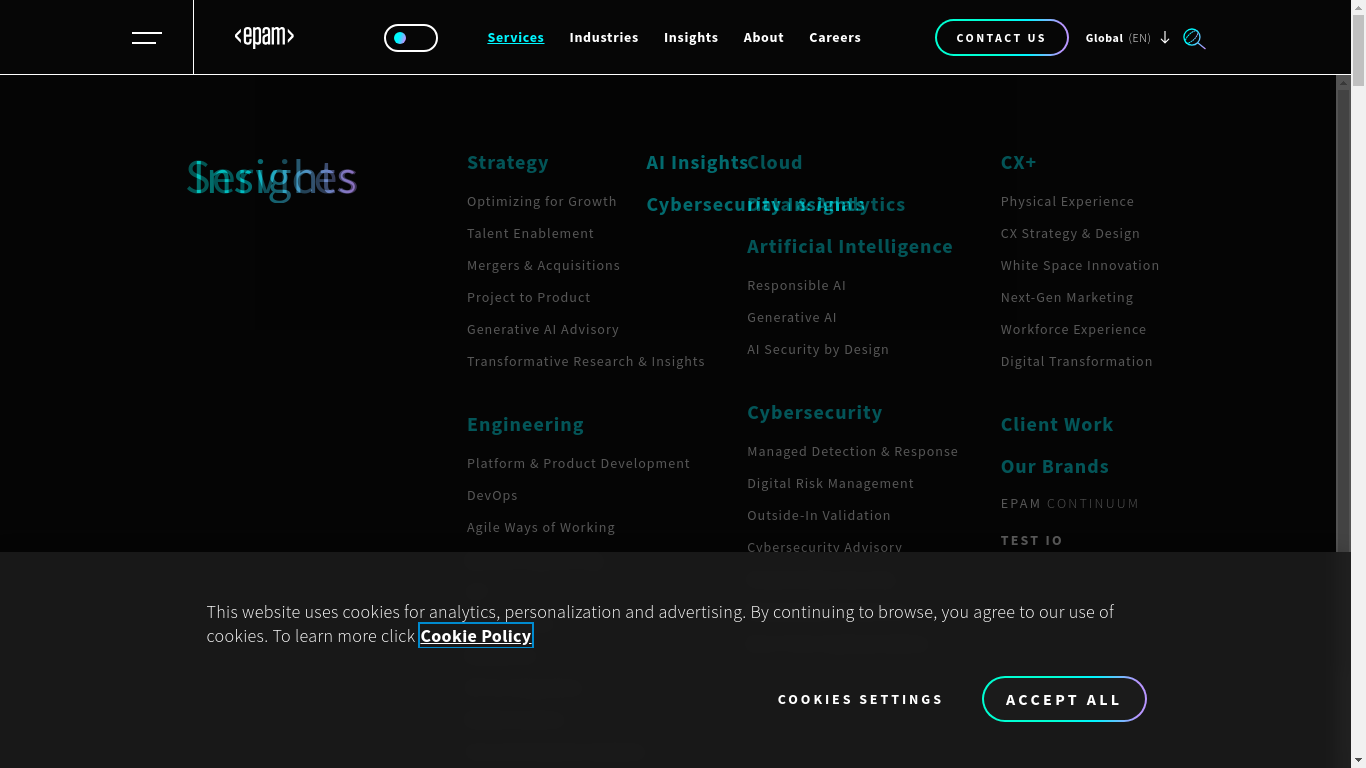 <epam>
Services
Industries
Insights
About
Careers
CONTACT US
Global (EN)
Services
Insights
Strategy
Optimizing for Growth
Talent Enablement
Mergers & Acquisitions
Project to Product
Generative AI Advisory
Transformative Research & Insights
Engineering
Platform & Product Development
DevOps
Agile Ways of Working
AI Insights
Cybersecurity Insights
Cloud
Data & Analytics
Artificial Intelligence
Responsible AI
Generative AI
AI Security by Design
Cybersecurity
Managed Detection & Response
Digital Risk Management
Outside-In Validation
Cybersecurity Advisory
CX+
Physical Experience
CX Strategy & Design
White Space Innovation
Next-Gen Marketing
Workforce Experience
Digital Transformation
Client Work
Our Brands
EPAM CONTINUUM
TEST IO
This website uses cookies for analytics, personalization and advertising. By continuing to browse, you agree to our use of
cookies. To learn more click Cookie Policy
COOKIES SETTINGS
ACCEPT ALL